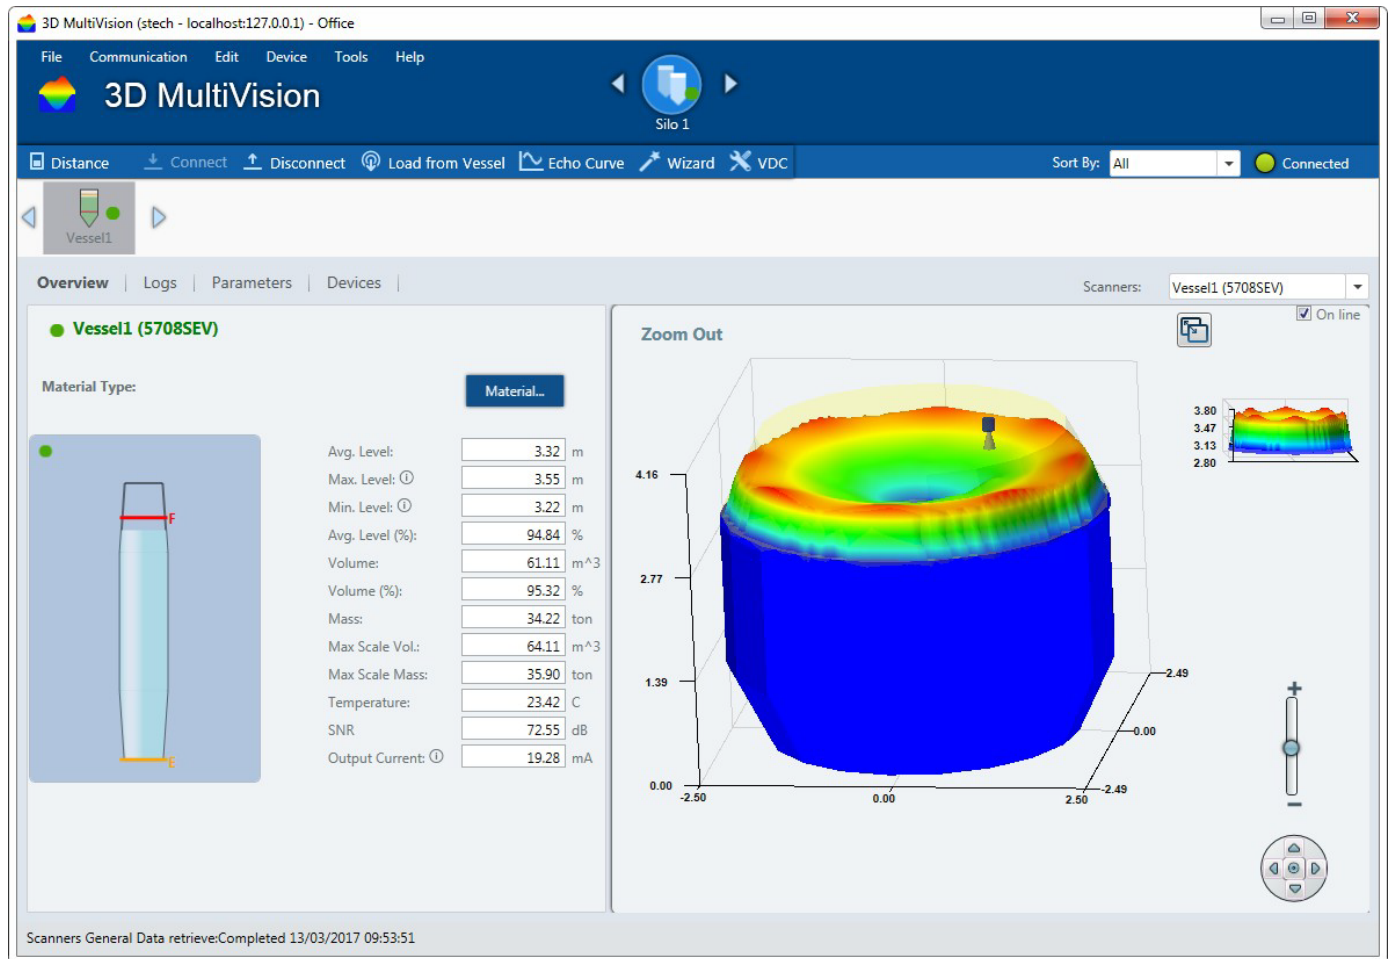 3D MultiVision (stech - localhost:127.0.0.1) - Office
File Communication Edit Device Tools Help
3D MultiVision
Silo 1
Distance Connect Disconnect Load from Vessel Echo Curve Wizard VDC Sort By: All Connected
Vessel1
Overview | Logs | Parameters | Devices | Scanners: Vessel1 (5708SEV)
On line
Vessel1 (5708SEV)
Material Type: Material...
Avg. Level: 3.32 m
Max. Level: 3.55 m
Min. Level: 3.22 m
Avg. Level (%): 94.84 %
Volume: 61.11 m^3
Volume (%): 95.32 %
Mass: 34.22 ton
Max Scale Vol.: 64.11 m^3
Max Scale Mass: 35.90 ton
Temperature: 23.42 C
SNR 72.55 dB
Output Current: 19.28 mA
F
E
Zoom Out
4.16
2.77
1.39
0.00
-2.50
0.00
2.50
-2.49
0.00
2.49
3.80
3.47
3.13
2.80
Scanners General Data retrieve:Completed 13/03/2017 09:53:51